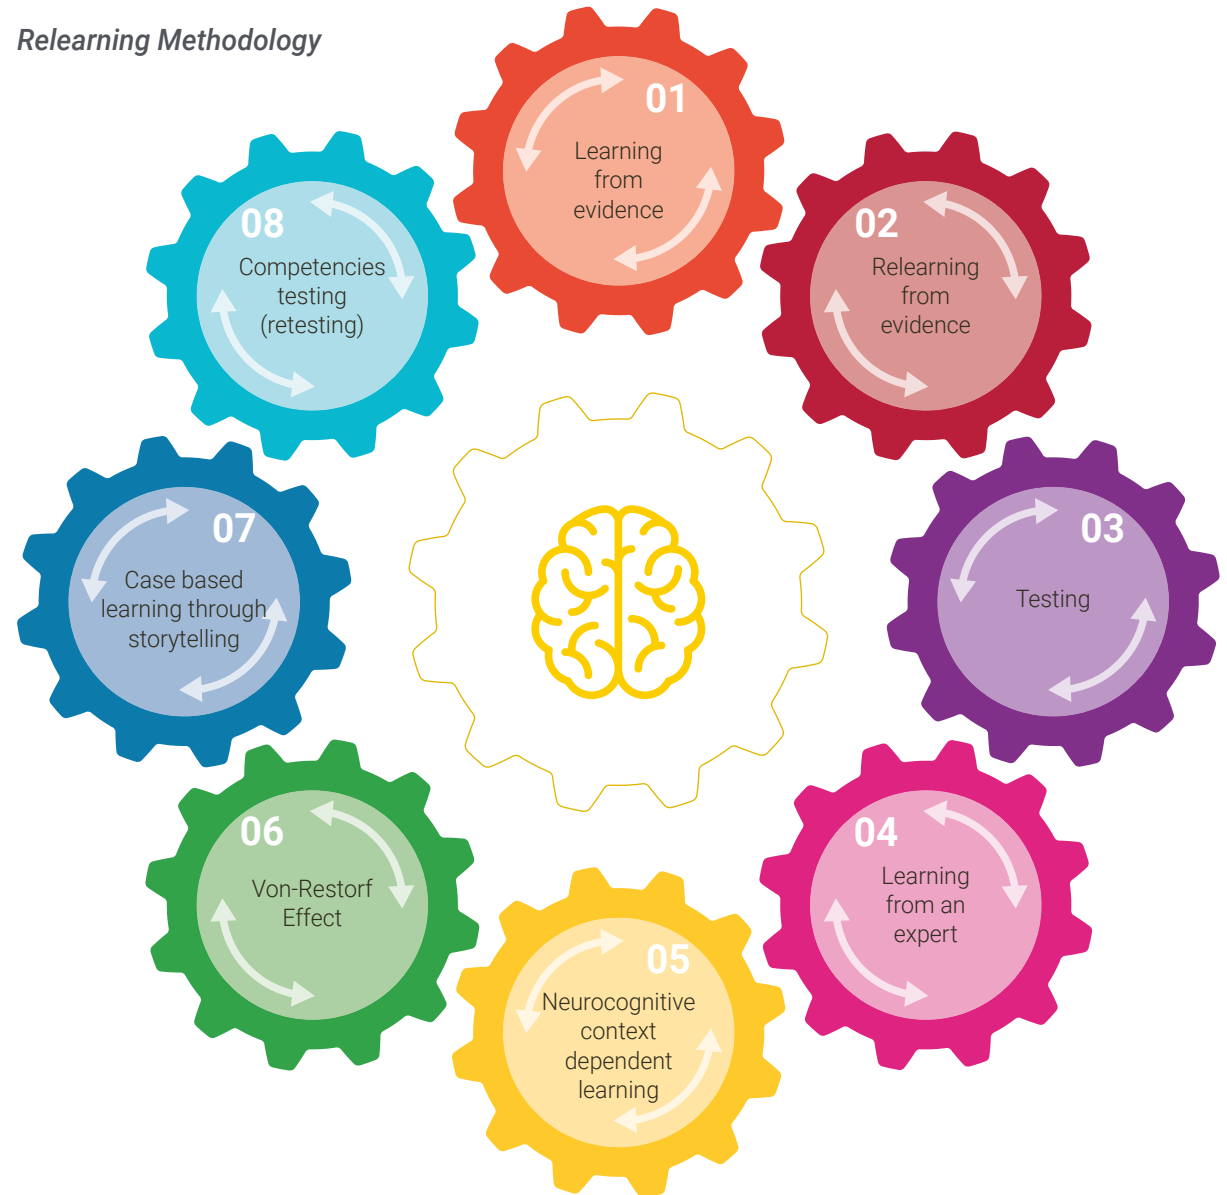 Relearning Methodology
01
Learning
from
evidence
02
Relearning
from
evidence
03
Testing
04
Learning
from an
expert
05
Neurocognitive
context
dependent
learning
06
Von-Restorf
Effect
07
Case based
learning through
storytelling
08
Competencies
testing
(retesting)